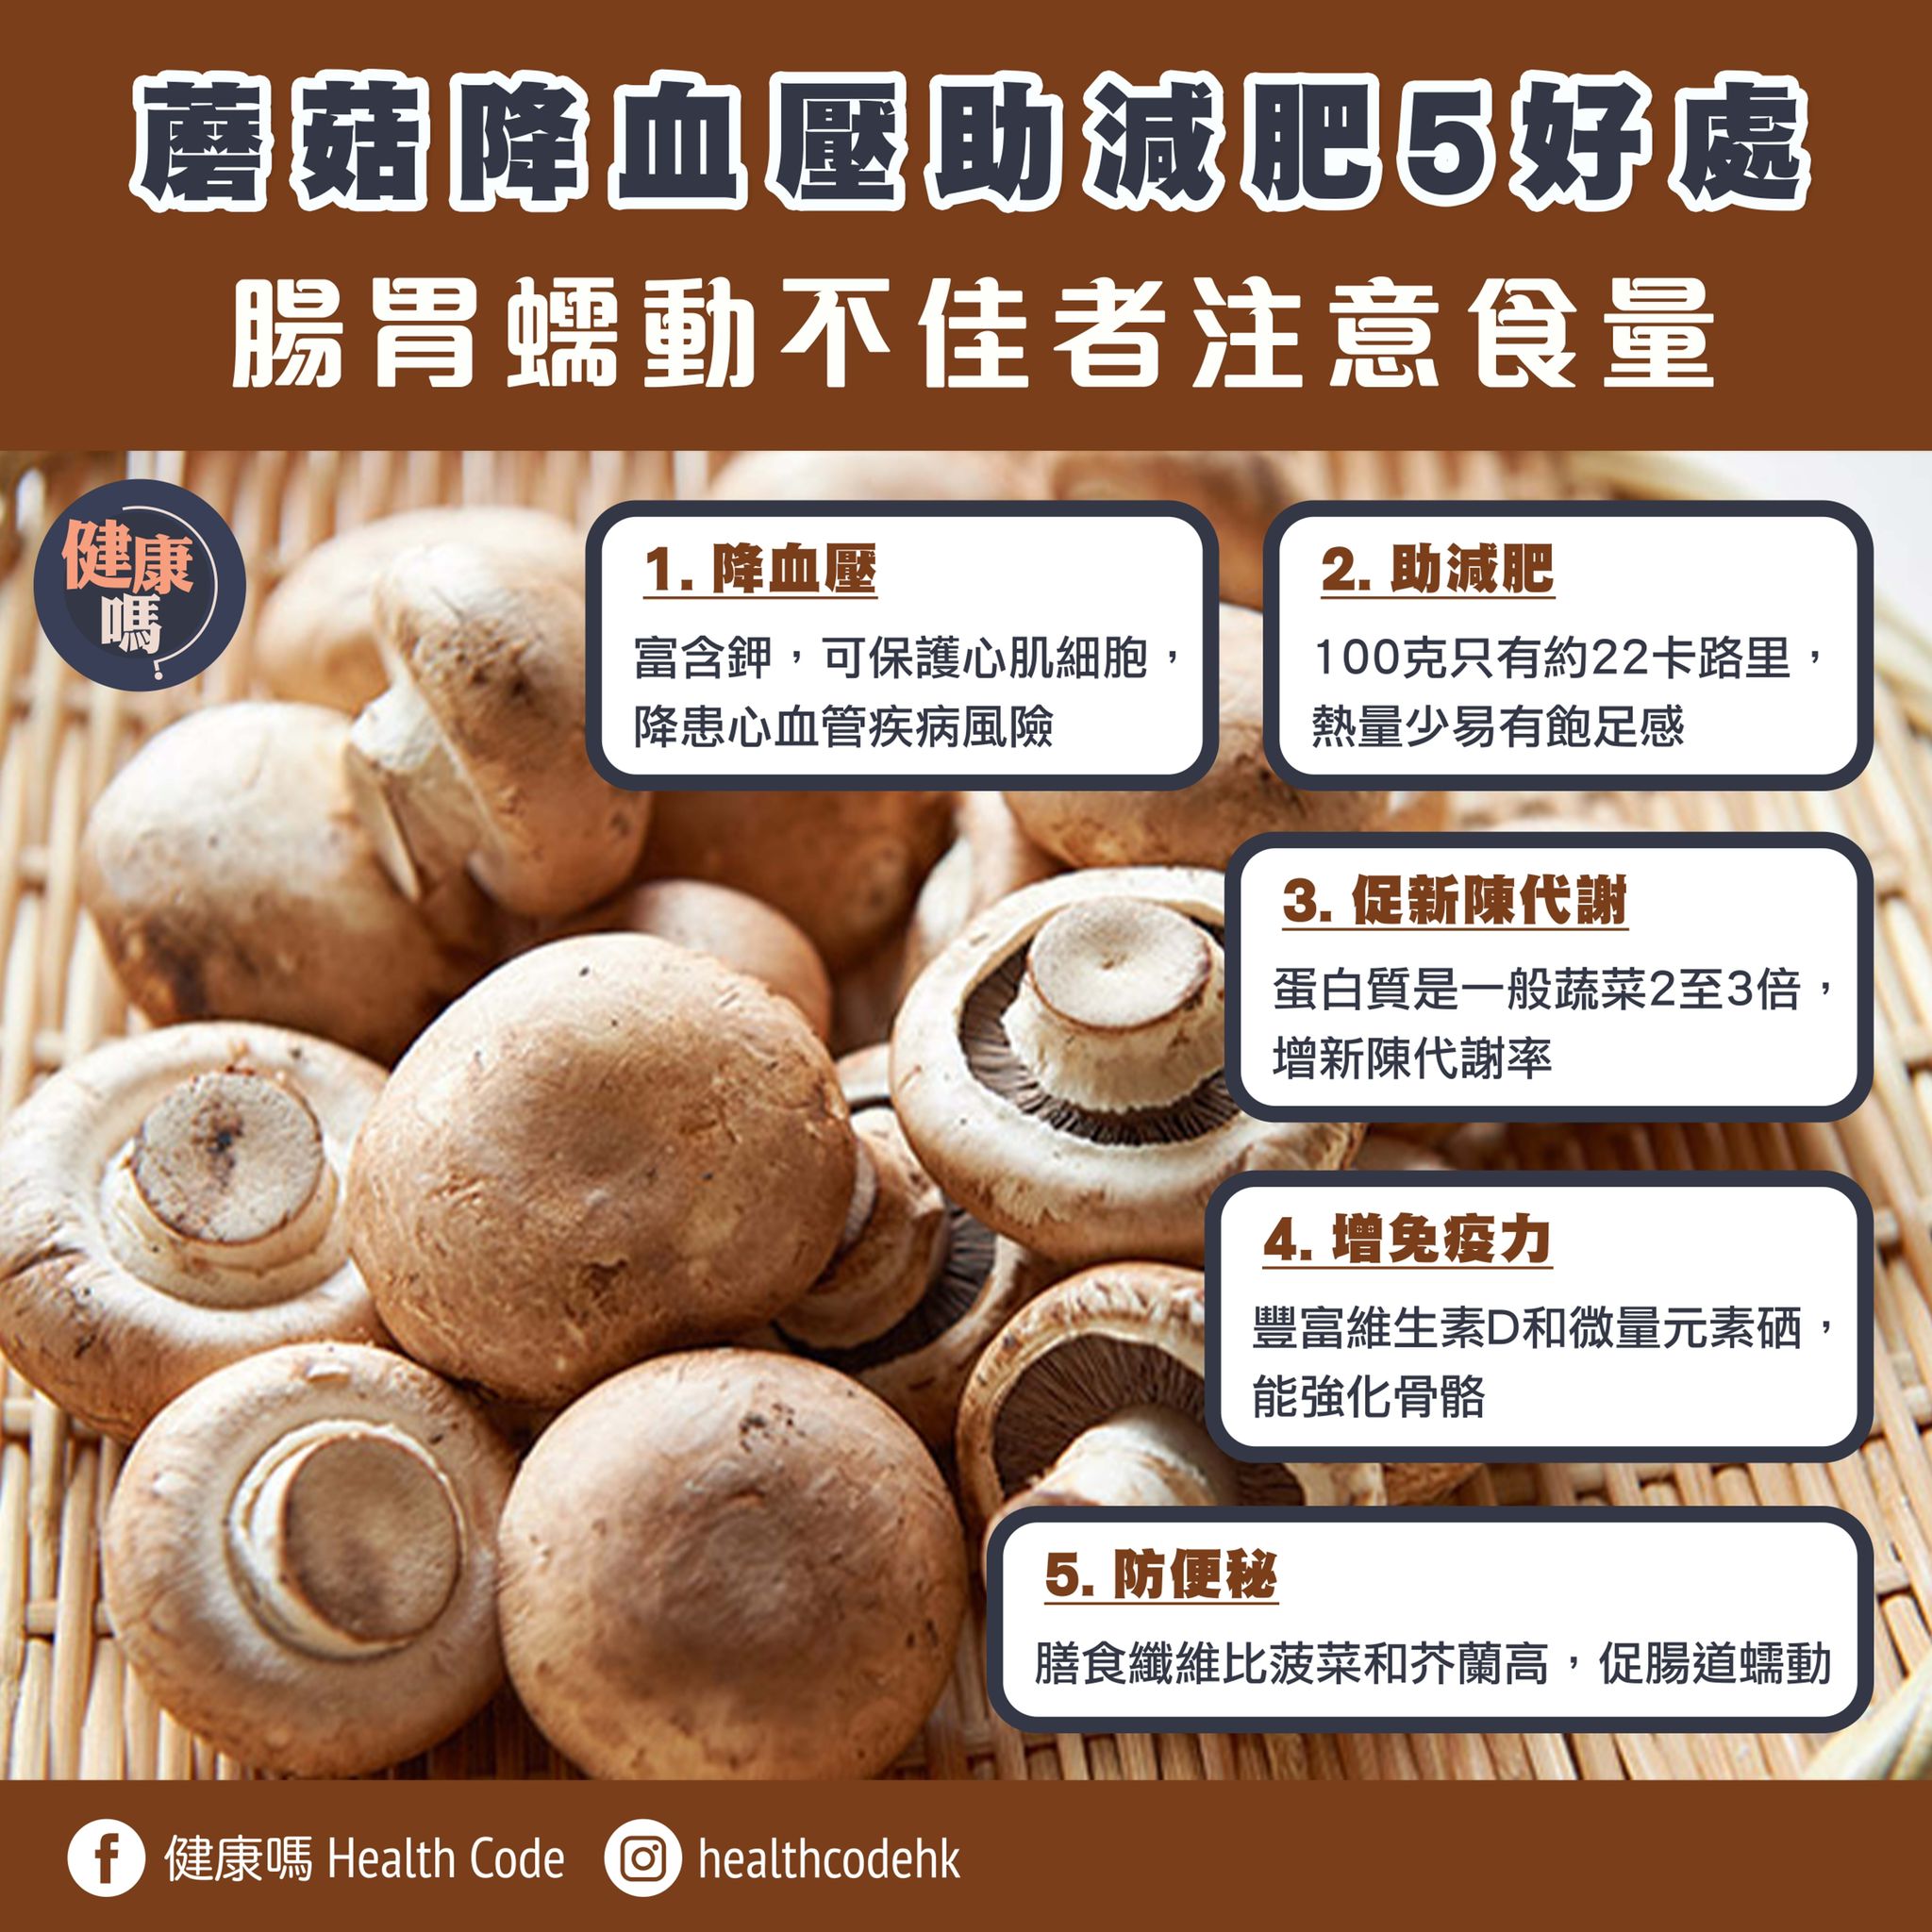 蘑菇降血壓助減肥5好處
腸胃蠕動不佳者注意食量
健康
嗎
1. 降血壓
富含鉀，可保護心肌細胞，
降患心血管疾病風險
2. 助減肥
100克只有約22卡路里，
熱量少易有飽足感
3. 促新陳代謝
蛋白質是一般蔬菜2至3倍，
增新陳代謝率
4. 增免疫力
豐富維生素D和微量元素硒，
能強化骨骼
5. 防便秘
膳食纖維比菠菜和芥蘭高，促腸道蠕動
健康嗎 Health Code
healthcodehk